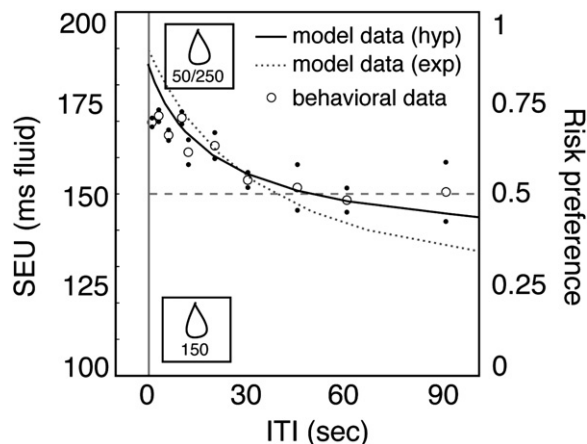 200
175
150
125
100
SEU (ms fluid)
50/250
model data (hyp)
model data (exp)
behavioral data
150
1
0.75
0.5
0.25
0
Risk preference
0
30
60
90
ITI (sec)